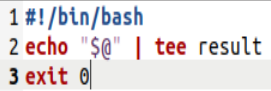 1 #!/bin/bash
2 echo "$@" | tee result
3 exit 0